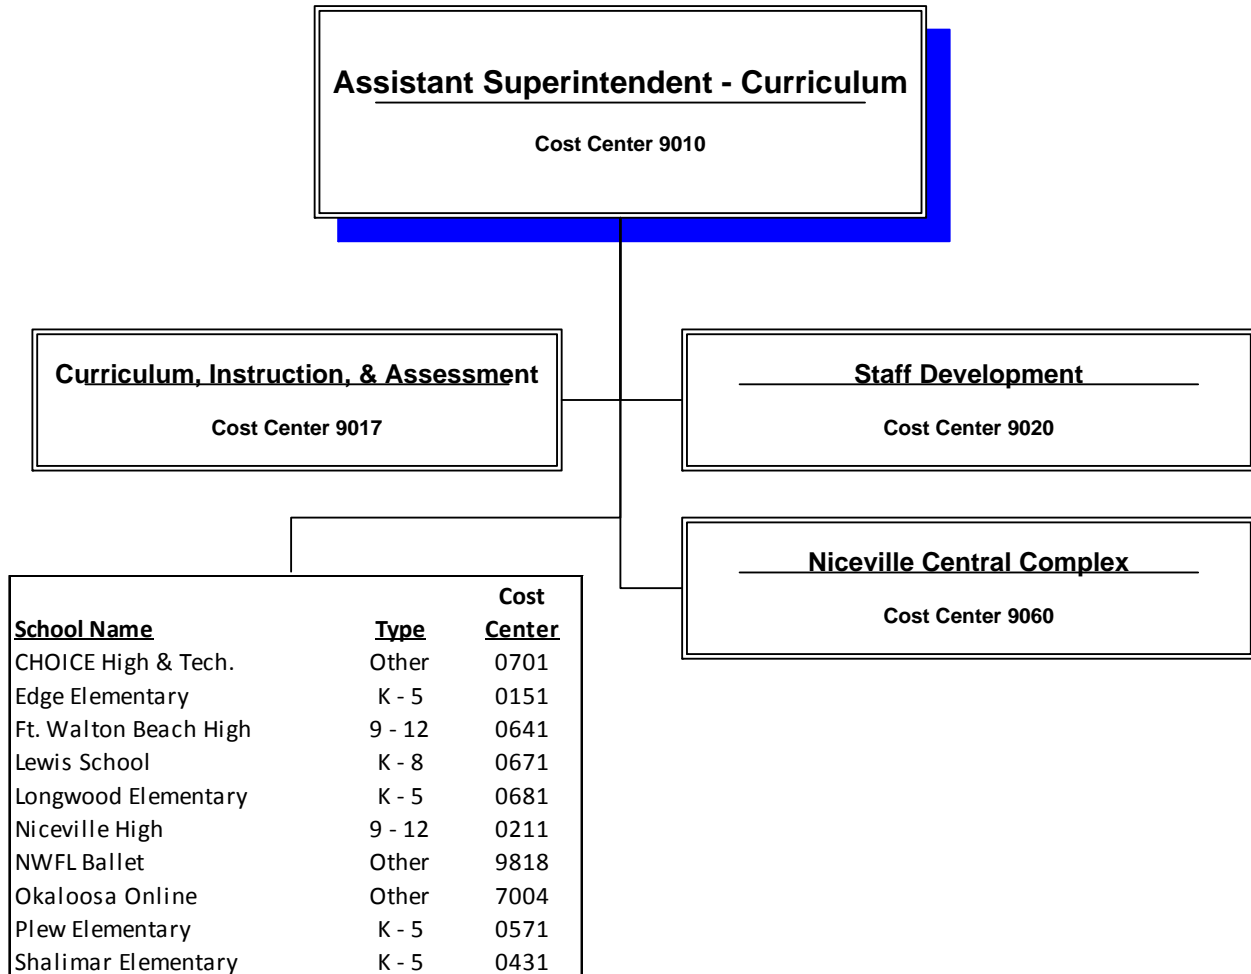 Assistant Superintendent - Curriculum
Cost Center 9010
Curriculum, Instruction, & Assessment
Cost Center 9017
Staff Development
Cost Center 9020
Niceville Central Complex
Cost Center 9060
Cost
School Name Type Center
CHOICE High & Tech. Other 0701
Edge Elementary K - 5 0151
Ft. Walton Beach High 9 - 12 0641
Lewis School K - 8 0671
Longwood Elementary K - 5 0681
Niceville High 9 - 12 0211
NWFL Ballet Other 9818
Okaloosa Online Other 7004
Plew Elementary K - 5 0571
Shalimar Elementary K - 5 0431